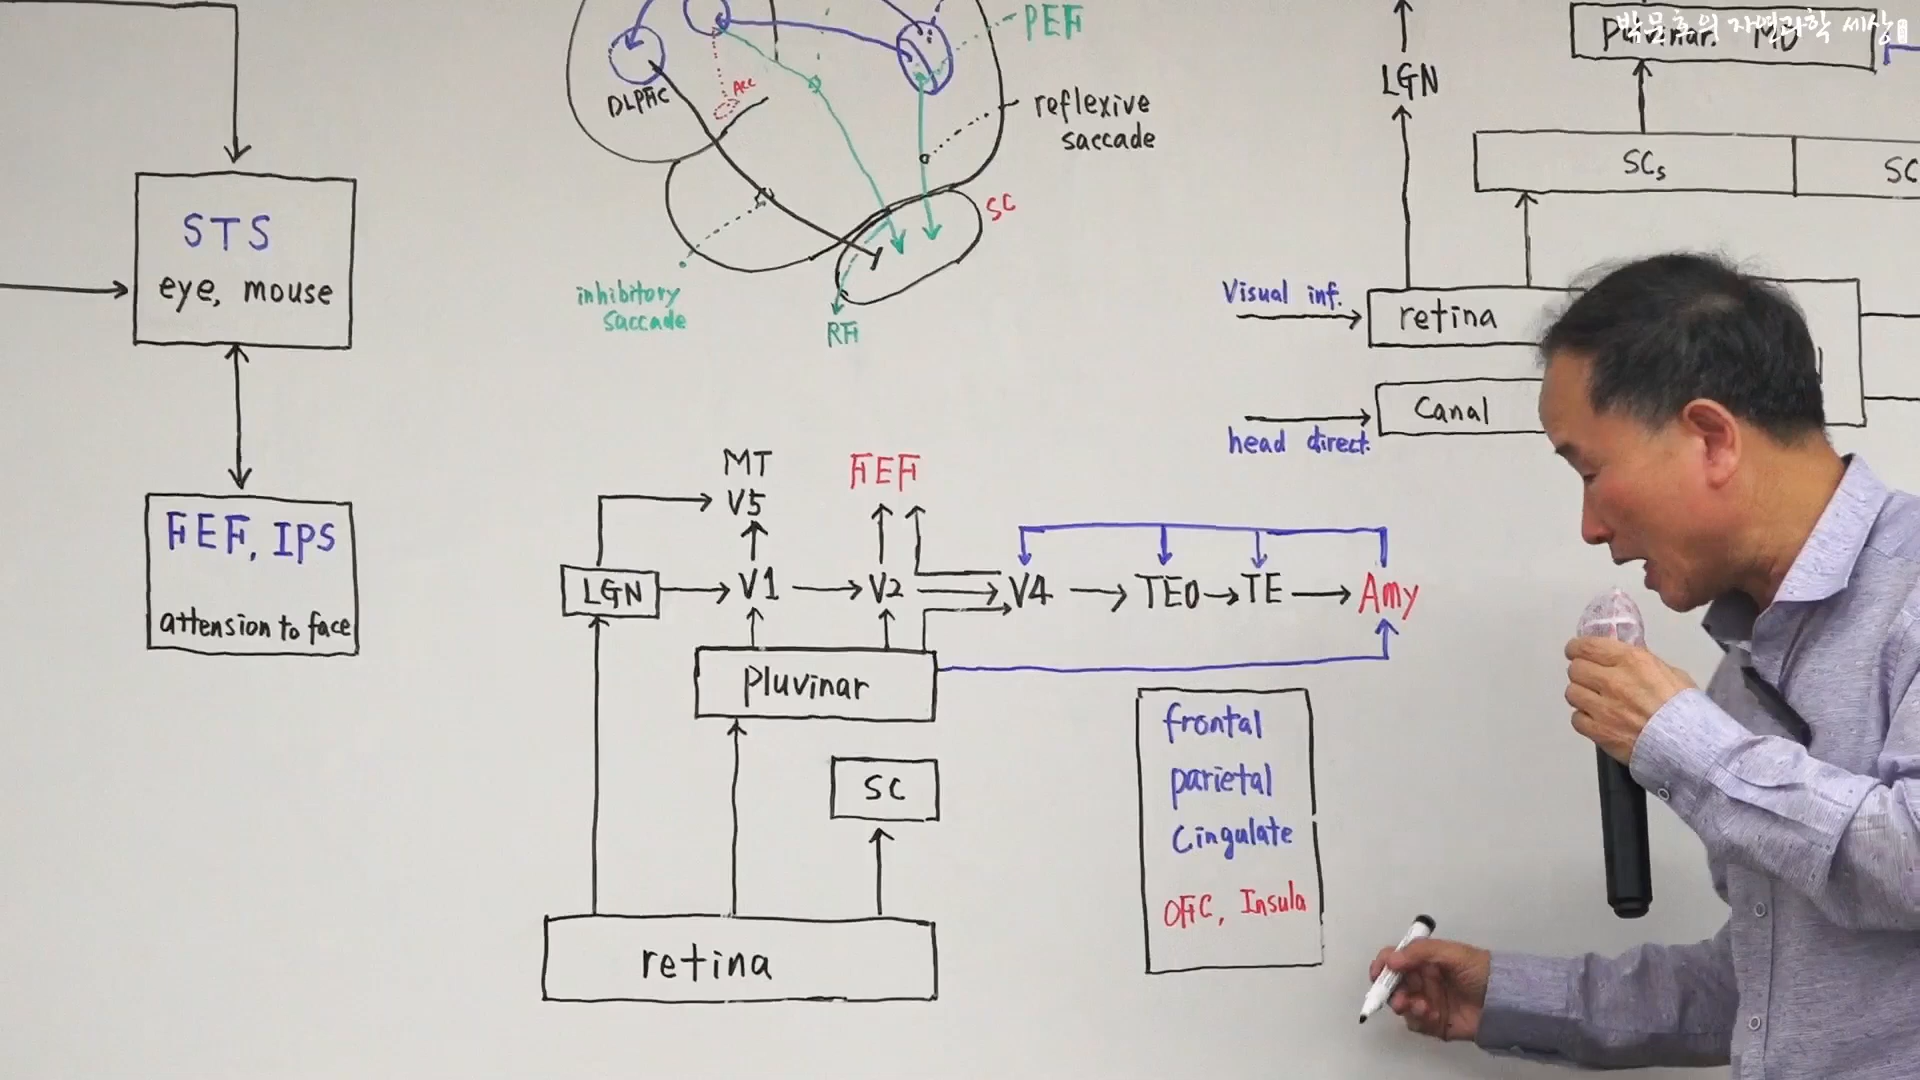 박문호의 자연과학 세상
PEF
DLPFC
Acc
reflexive
saccade
SC
inhibitory
saccade
RF
STS
eye, mouse
FEF, IPS
attension to face
LGN
SCs
SC
Visual inf.
retina
Canal
head direct.
MT
V5
FEF
LGN
V1
V2
V4
TEO
TE
Amy
Pluvinar
SC
retina
frontal
parietal
Cingulate
OFC, Insula